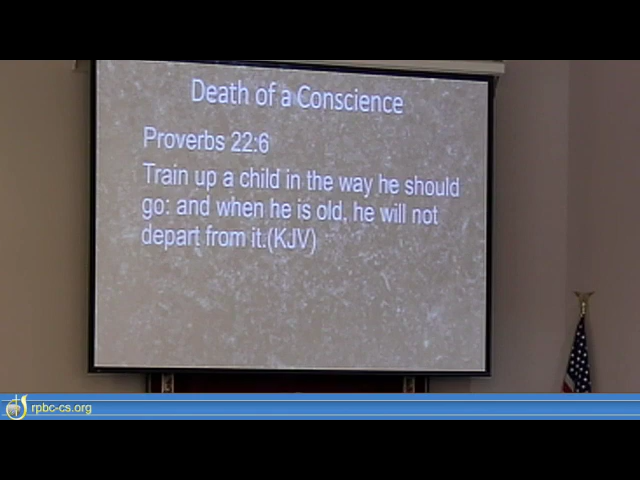 Death of a Conscience
Proverbs 22:6
Train up a child in the way he should
go: and when he is old, he will not
depart from it.(KJV)
rpbc-cs.org